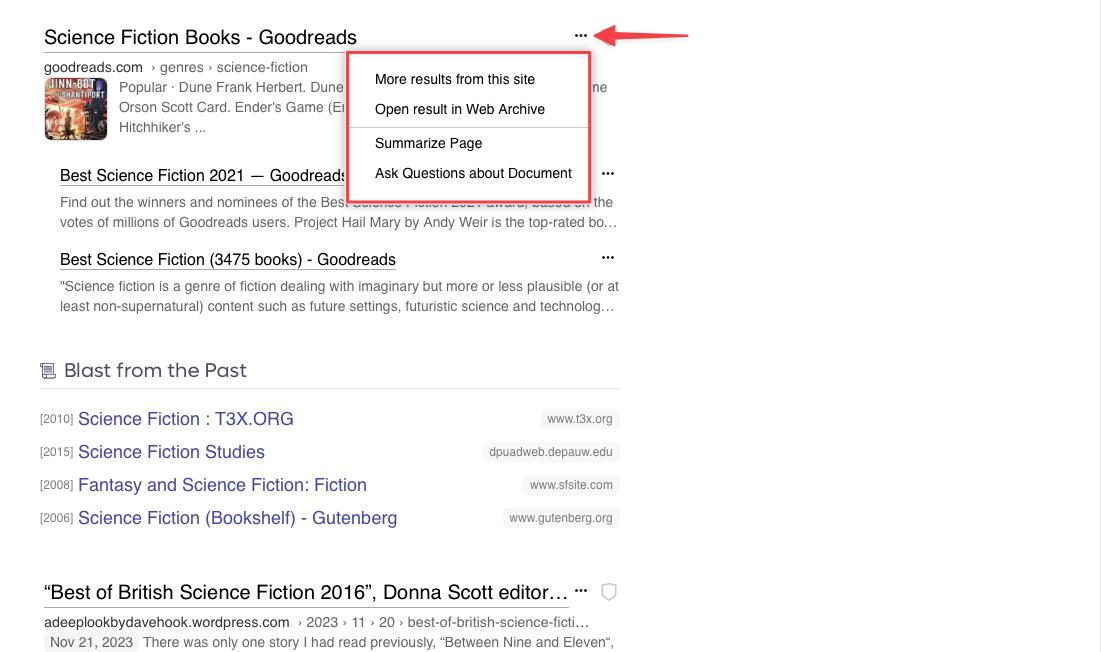 Science Fiction Books - Goodreads
goodreads.com › genres › science-fiction
JINN-BOT
OF SHANTIPORT
Popular · Dune Frank Herbert. Dune
Orson Scott Card. Ender's Game (
Hitchhiker's ...
More results from this site
Open result in Web Archive
Summarize Page
Ask Questions about Document
Best Science Fiction 2021 — Goodreads
Find out the winners and nominees of the Best Science Fiction 2021 award, based on the
votes of millions of Goodreads users. Project Hail Mary by Andy Weir is the top-rated bo…
Best Science Fiction (3475 books) - Goodreads
"Science fiction is a genre of fiction dealing with imaginary but more or less plausible (or at
least non-supernatural) content such as future settings, futuristic science and technolog…
Blast from the Past
[2010] Science Fiction : T3X.ORG www.t3x.org
[2015] Science Fiction Studies dpuadweb.depauw.edu
[2008] Fantasy and Science Fiction: Fiction www.sfsite.com
[2006] Science Fiction (Bookshelf) - Gutenberg www.gutenberg.org
“Best of British Science Fiction 2016”, Donna Scott editor…
adeeplookbydavehook.wordpress.com › 2023 › 11 › 20 › best-of-british-science-ficti…
Nov 21, 2023 There was only one story I had read previously, “Between Nine and Eleven“,